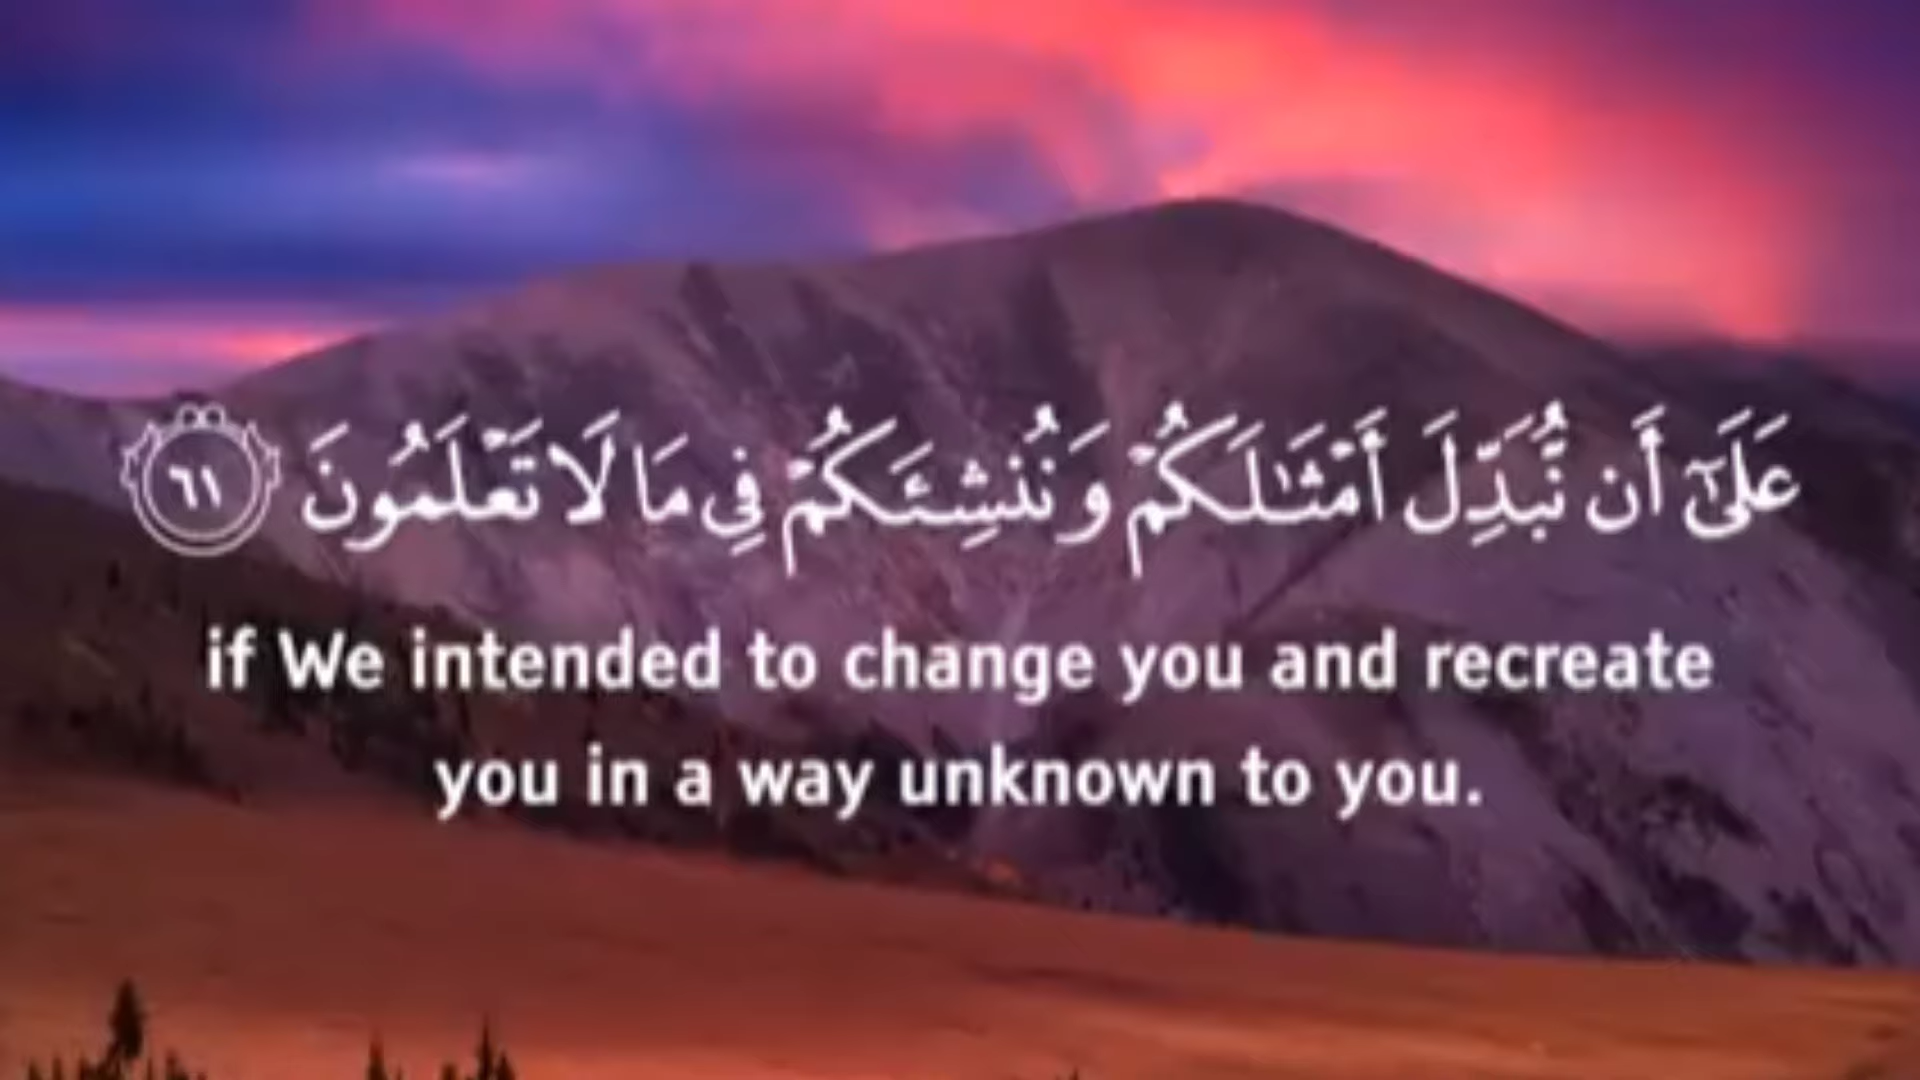 عَلَىٰٓ أَن نُّبَدِّلَ أَمْثَـٰلَكُمْ وَنُنشِئَكُمْ فِى مَا لَا تَعْلَمُونَ ٦١
if We intended to change you and recreate
you in a way unknown to you.